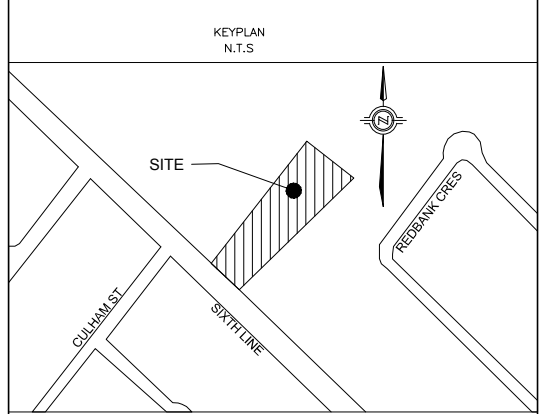 KEYPLAN
N.T.S
SITE
N
REDBANK CRES
CULHAM ST
SIXTH LINE